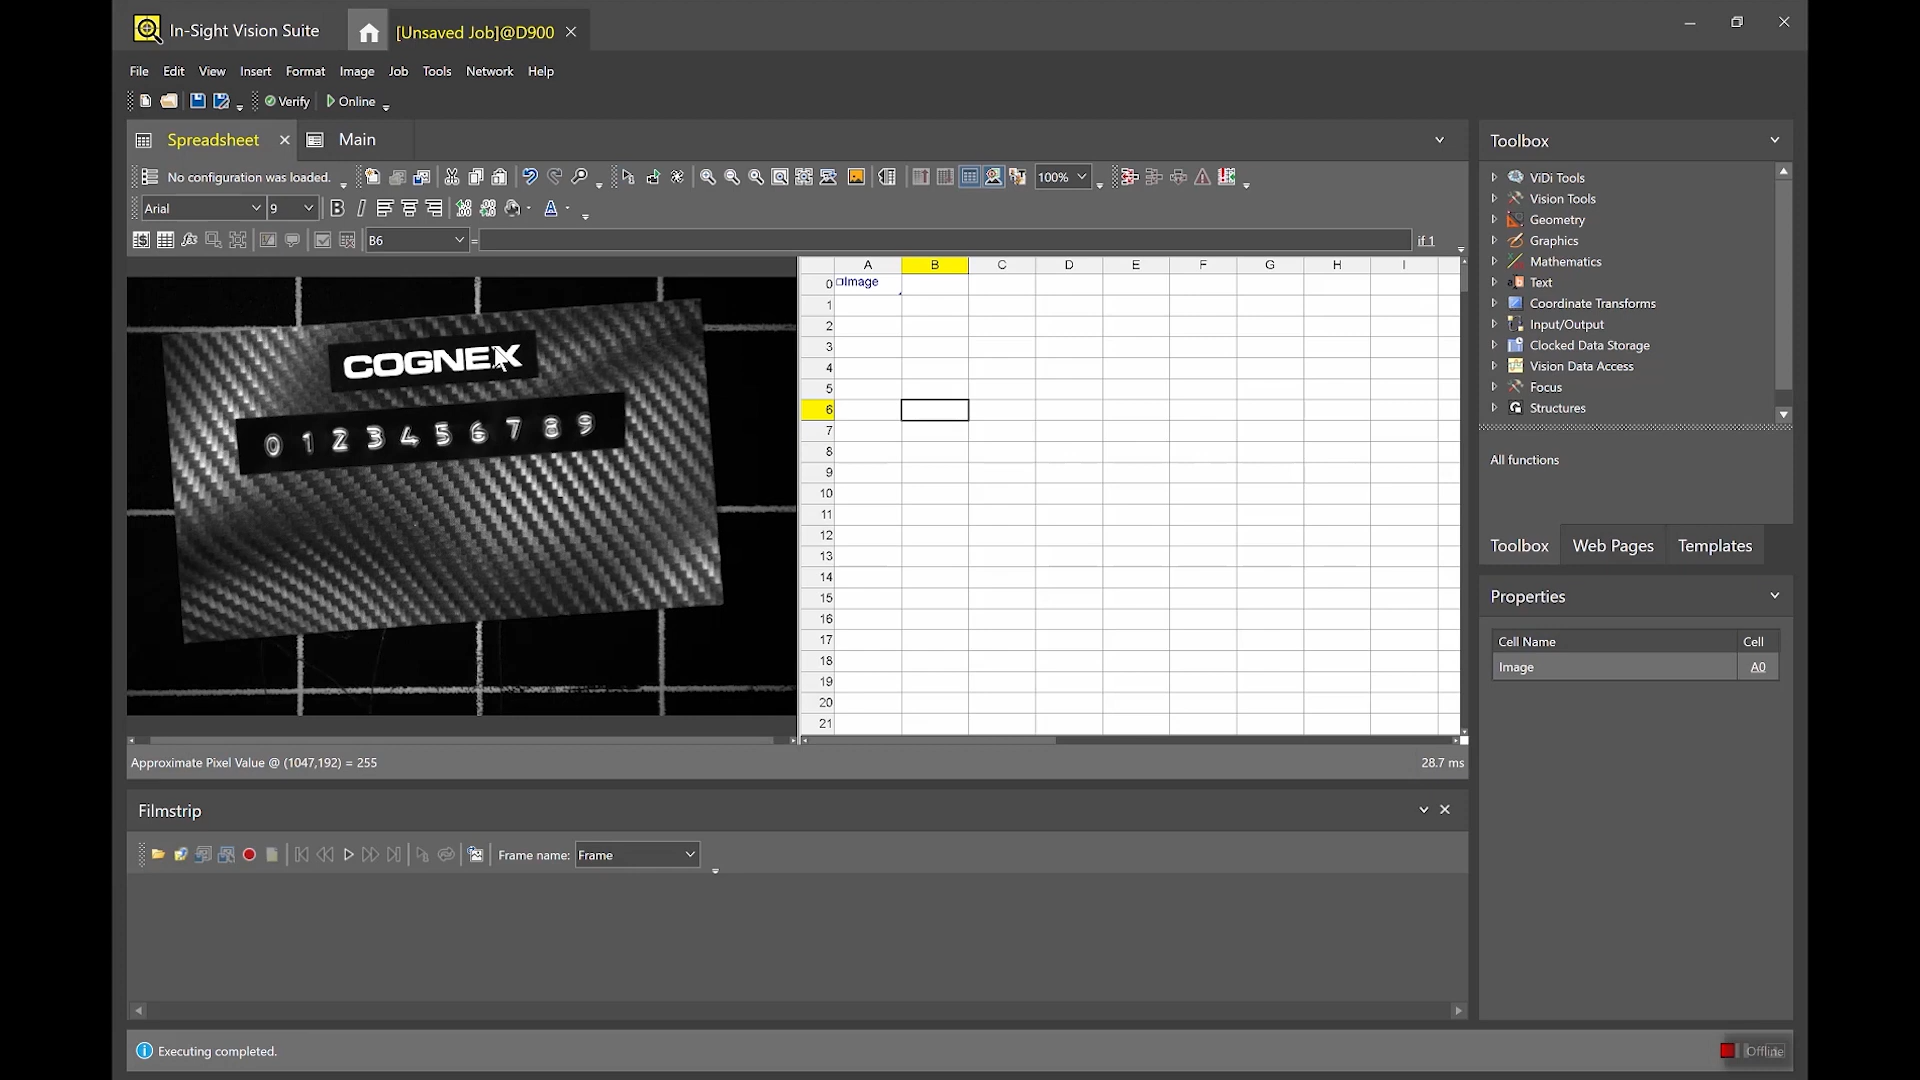 In-Sight Vision Suite
[Unsaved Job]@D900
File Edit View Insert Format Image Job Tools Network Help
Verify Online
Spreadsheet Main
No configuration was loaded.
100%
Arial 9
B6 = if 1
A B C D E F G H I
0 Image
1
2
3
4
5
6
7
8
9
10
11
12
13
14
15
16
17
18
19
20
21
COGNEX
0 1 2 3 4 5 6 7 8 9
Approximate Pixel Value @ (1047,192) = 255
28.7 ms
Filmstrip
Frame name: Frame
Executing completed.
Toolbox
ViDi Tools
Vision Tools
Geometry
Graphics
Mathematics
Text
Coordinate Transforms
Input/Output
Clocked Data Storage
Vision Data Access
Focus
Structures
All functions
Toolbox Web Pages Templates
Properties
Cell Name Cell
Image A0
Offline